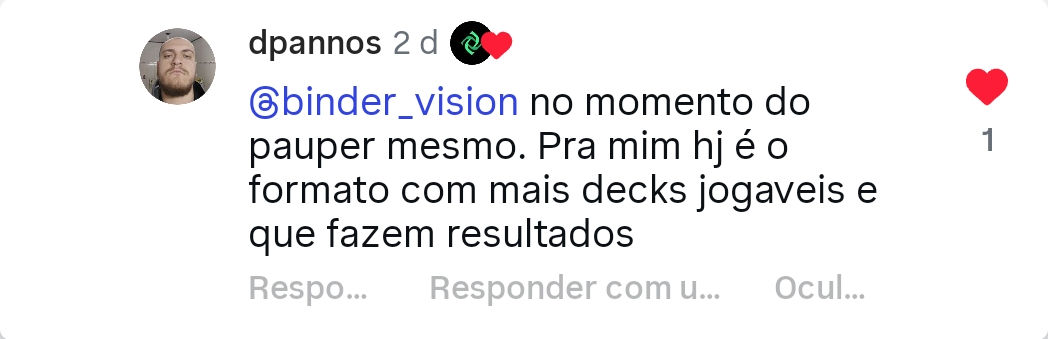 dpannos 2 d
@binder_vision no momento do
pauper mesmo. Pra mim hj é o
formato com mais decks jogaveis e
que fazem resultados
1
Respo... Responder com u... Ocul...